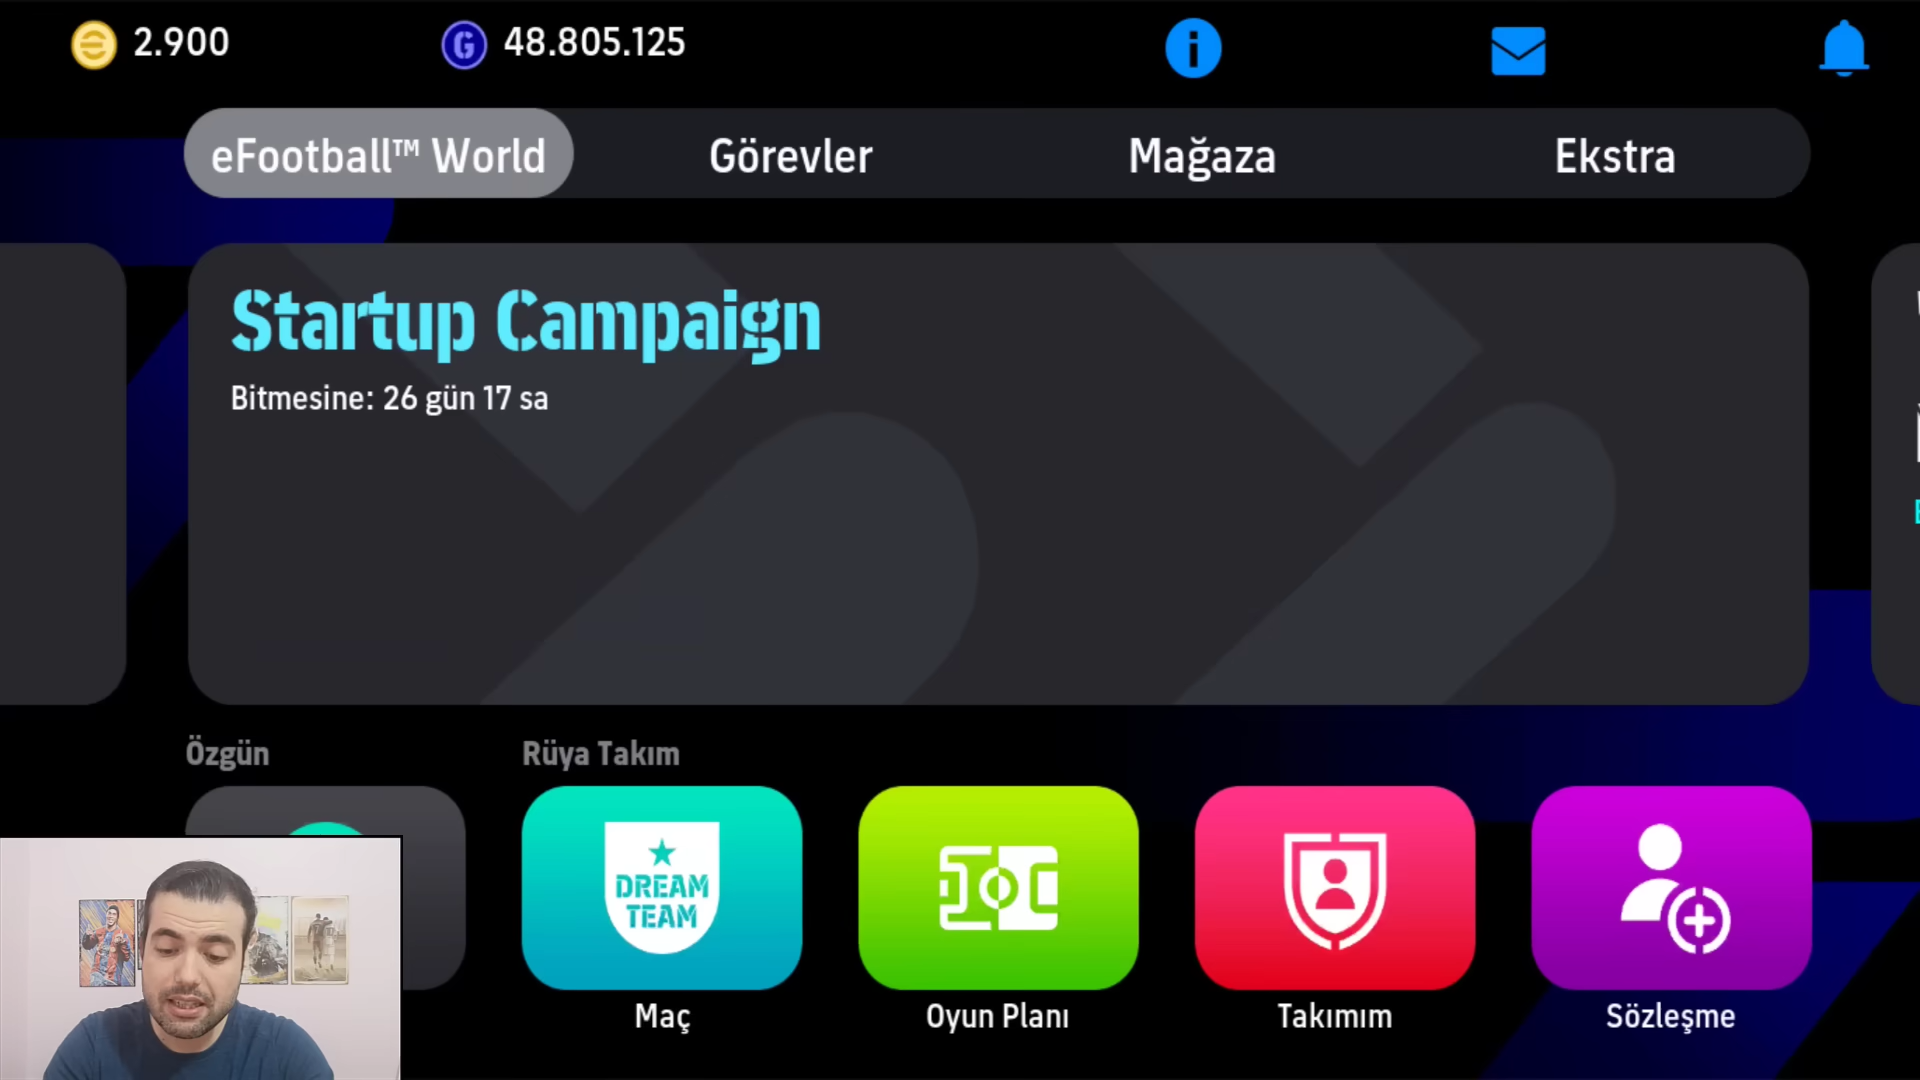 2.900
48.805.125
eFootball™ World
Görevler
Mağaza
Ekstra
Startup Campaign
Bitmesine: 26 gün 17 sa
Özgün
Rüya Takım
DREAM
TEAM
Maç
Oyun Planı
Takımım
Sözleşme